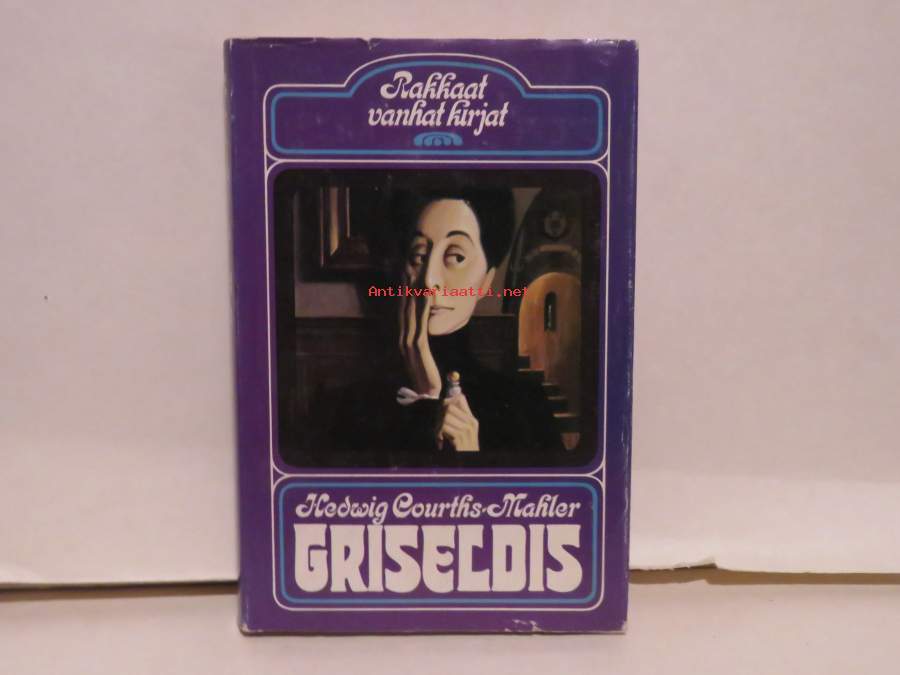 Rakkaat
vanhat kirjat
Antikvariaatti.net
Hedwig Courths-Mahler
GRISELDIS